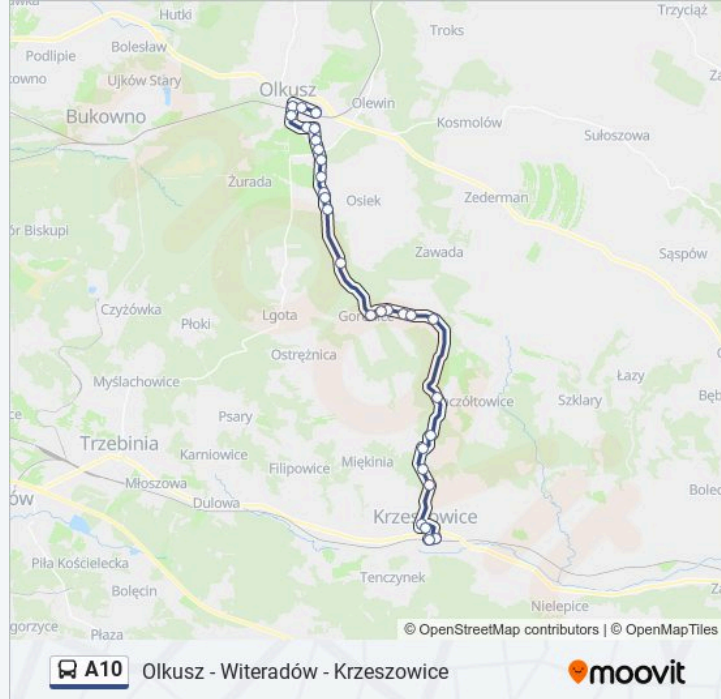 Hutki
Trzyciąż
Troks
Bolesław
Podlipie
Ujków Stary
Olkusz
Olewin
Bukowno
Kosmolów
Sułoszowa
Żurada
Osiek
Zederman
ór Biskupi
Zawada
Sąspów
Czyżówka
Płoki
Lgota
Ostrężnica
Myślachowice
Łazy
Szklary
Psary
Trzebinia
Karniowice
Filipowice
Miękinia
Młoszowa
Dulowa
Krzeszowice
Piła Kościelecka
Tenczynek
Bolęcin
Nielepice
Płaza
© OpenStreetMap contributors | © OpenMapTiles
A10 Olkusz - Witeradów - Krzeszowice
moovit